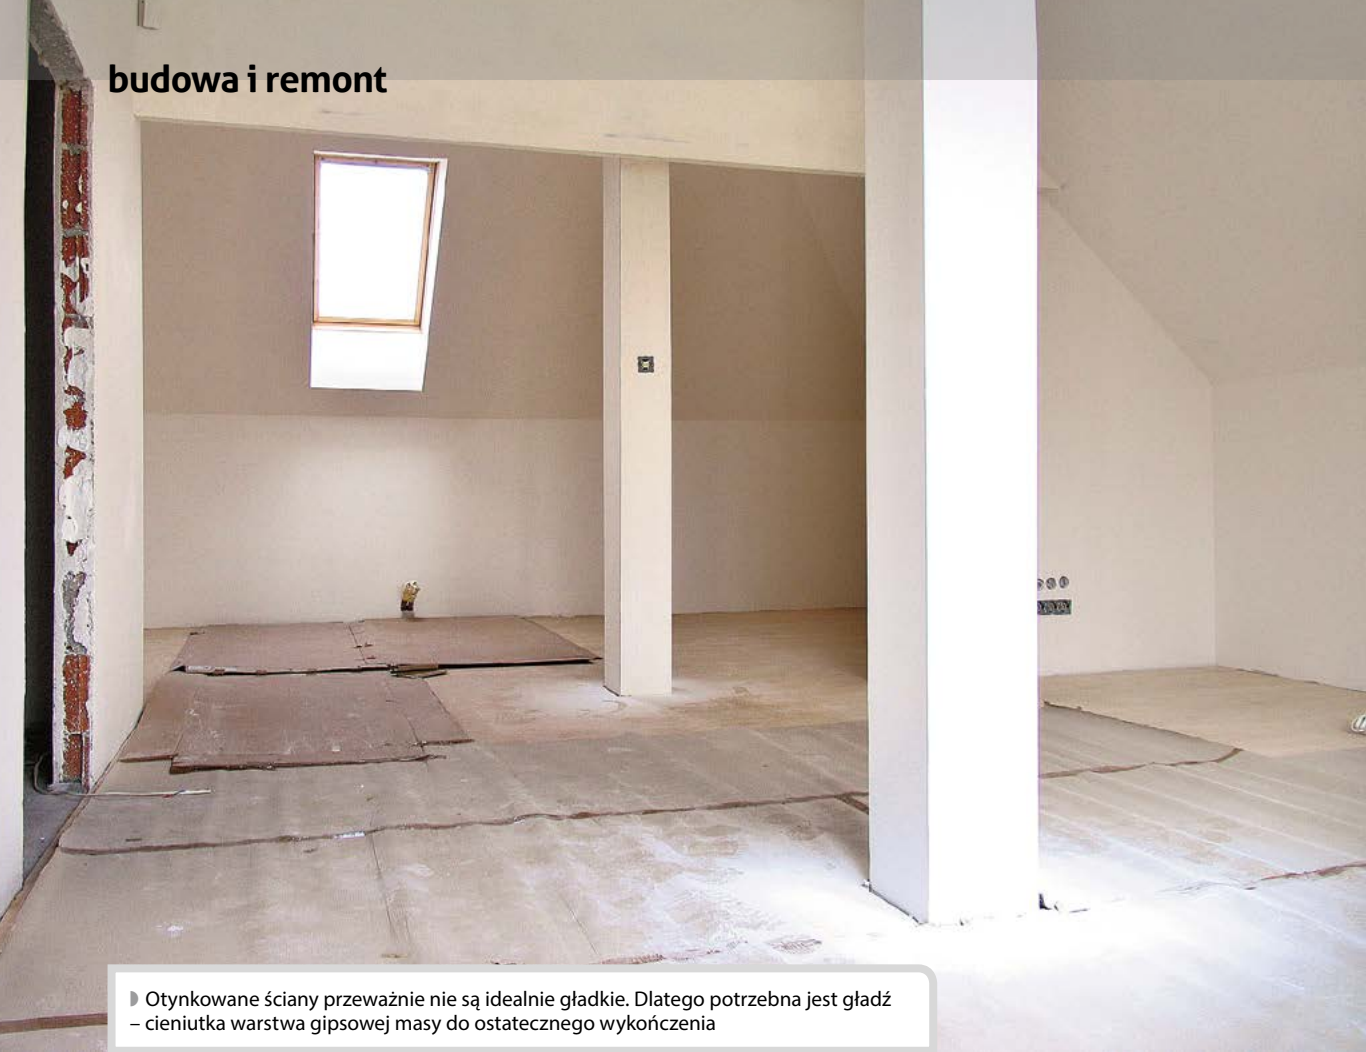 budowa i remont
◗ Otynkowane ściany przeważnie nie są idealnie gładkie. Dlatego potrzebna jest gładź
– cieniutka warstwa gipsowej masy do ostatecznego wykończenia